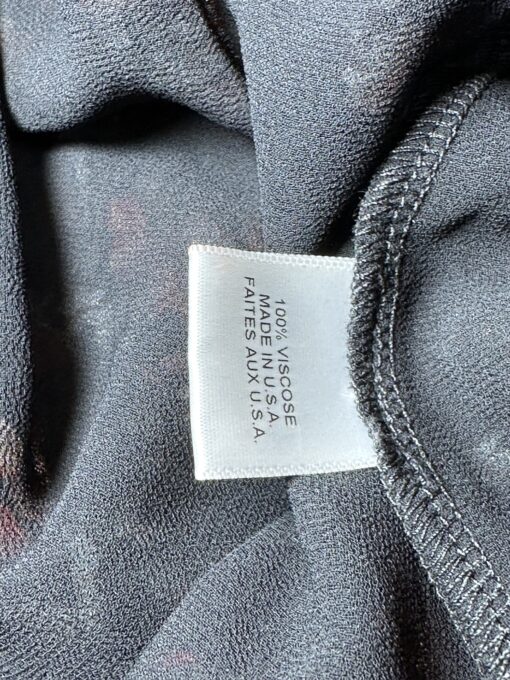 100% VISCOSE
MADE IN U.S.A.
FAITES AUX U.S.A.